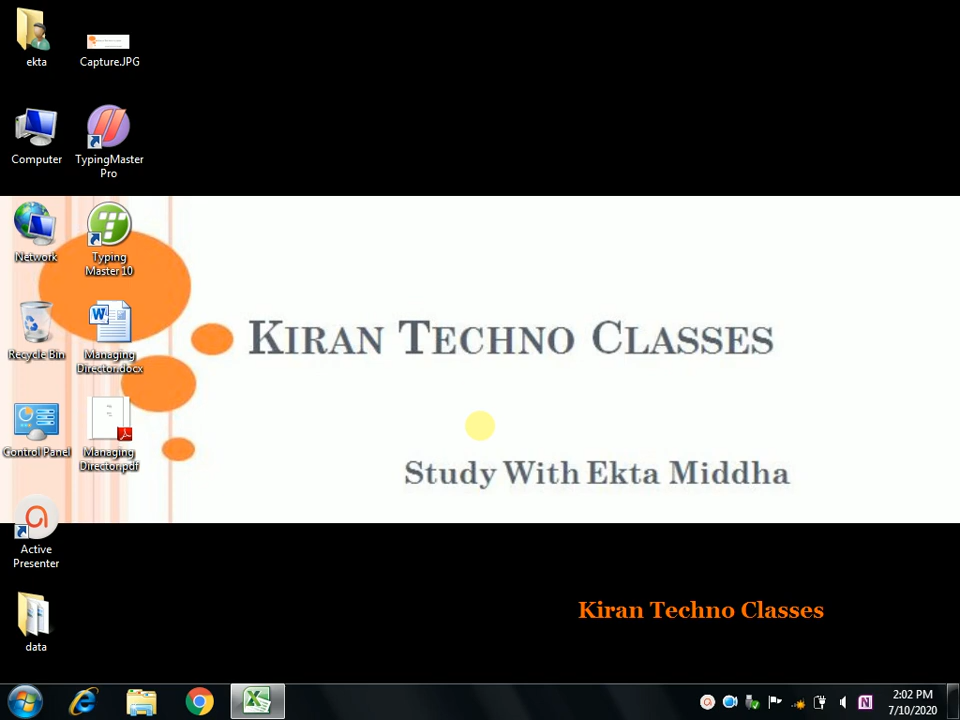 ekta
Capture.JPG
Computer
TypingMaster
Pro
Network
Typing
Master 10
KIRAN TECHNO CLASSES
Recycle Bin
Managing
Director.docx
Control Panel
Managing
Director.pdf
Study With Ekta Middha
Active
Presenter
Kiran Techno Classes
data
2:02 PM
7/10/2020